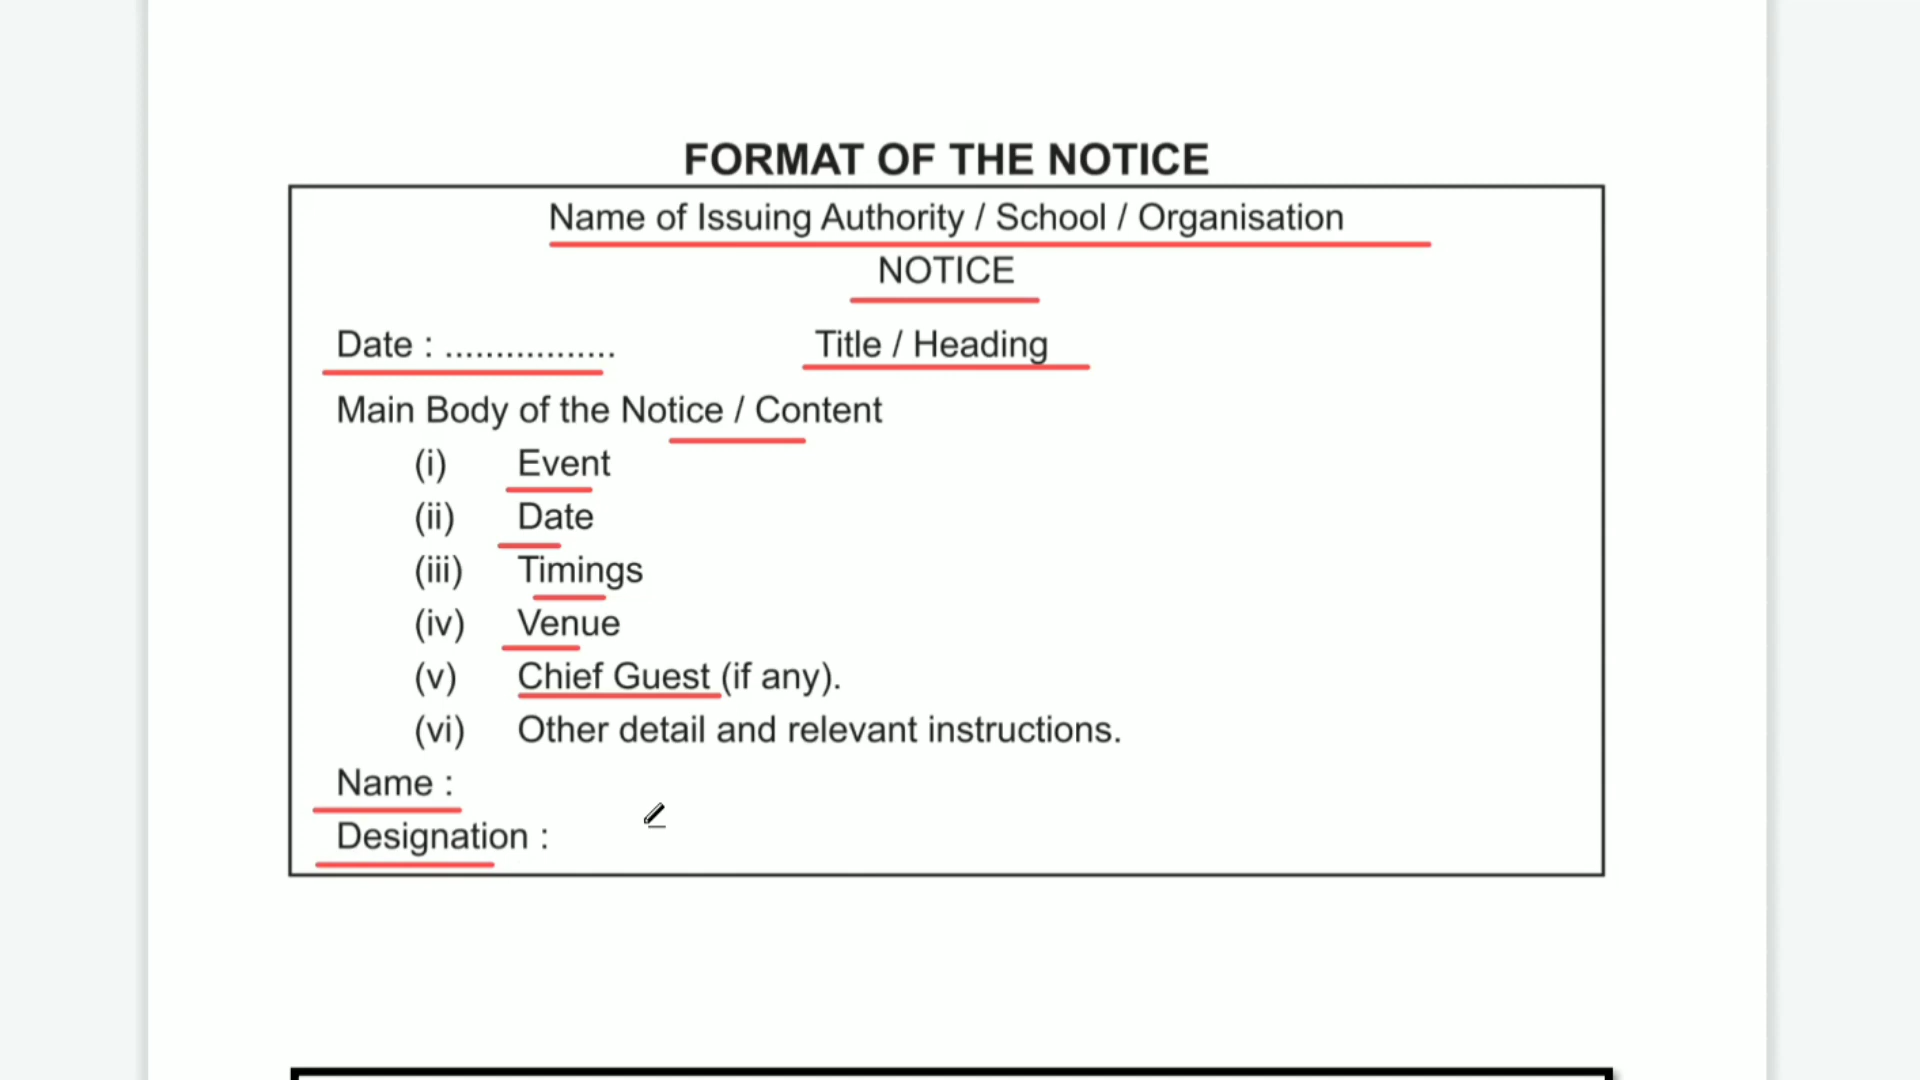 FORMAT OF THE NOTICE
Name of Issuing Authority / School / Organisation
NOTICE
Date : ................. Title / Heading
Main Body of the Notice / Content
(i) Event
(ii) Date
(iii) Timings
(iv) Venue
(v) Chief Guest (if any).
(vi) Other detail and relevant instructions.
Name :
Designation :